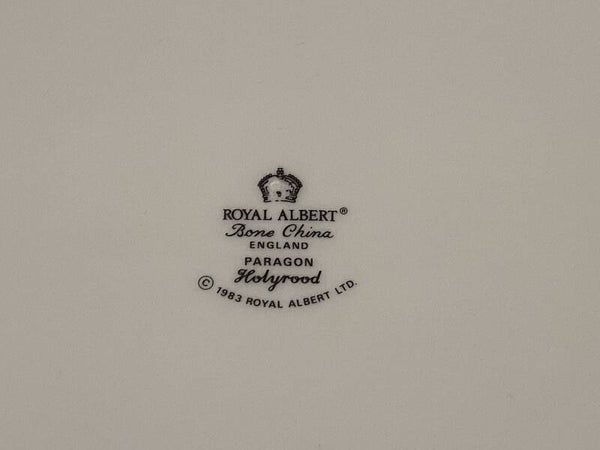 ROYAL ALBERT®
Bone China
ENGLAND
PARAGON
Holyrood
© 1983 ROYAL ALBERT LTD.